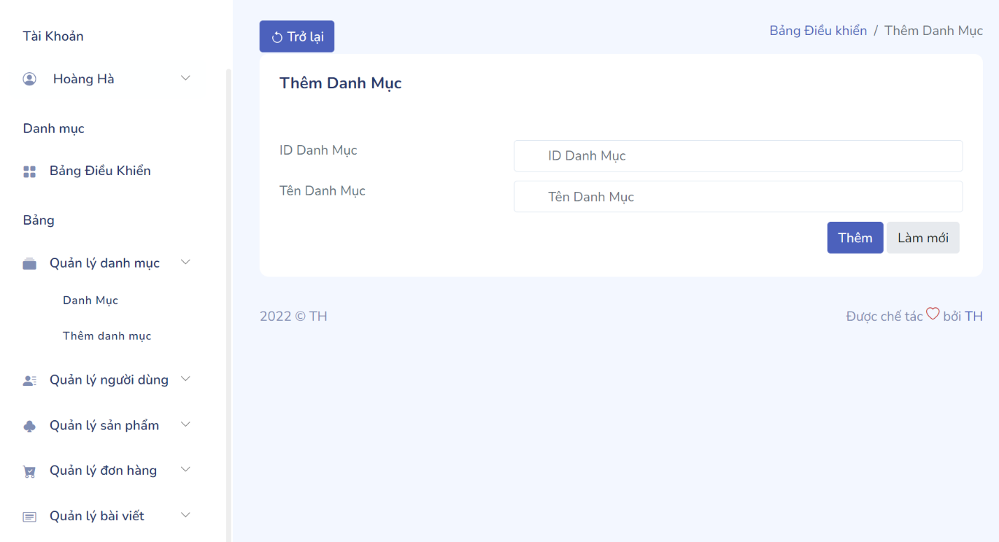 Tài Khoản
Hoàng Hà
Danh mục
Bảng Điều Khiển
Bảng
Quản lý danh mục
Danh Mục
Thêm danh mục
Quản lý người dùng
Quản lý sản phẩm
Quản lý đơn hàng
Quản lý bài viết
Trở lại
Bảng Điều khiển / Thêm Danh Mục
Thêm Danh Mục
ID Danh Mục
ID Danh Mục
Tên Danh Mục
Tên Danh Mục
Thêm
Làm mới
2022 © TH
Được chế tác bởi TH